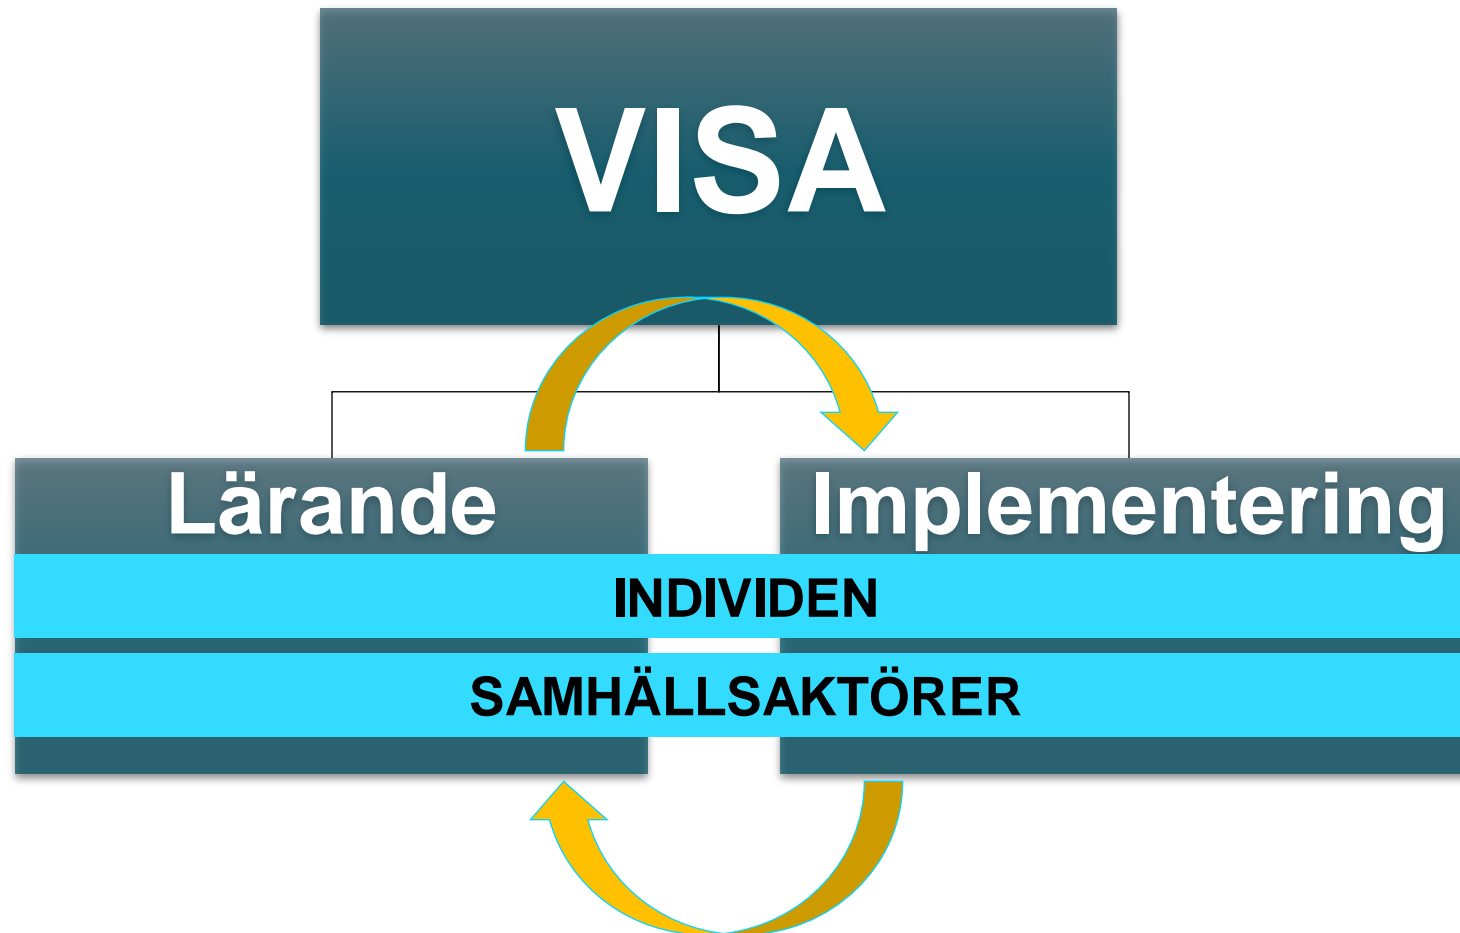 VISA
Lärande
Implementering
INDIVIDEN
SAMHÄLLSAKTÖRER